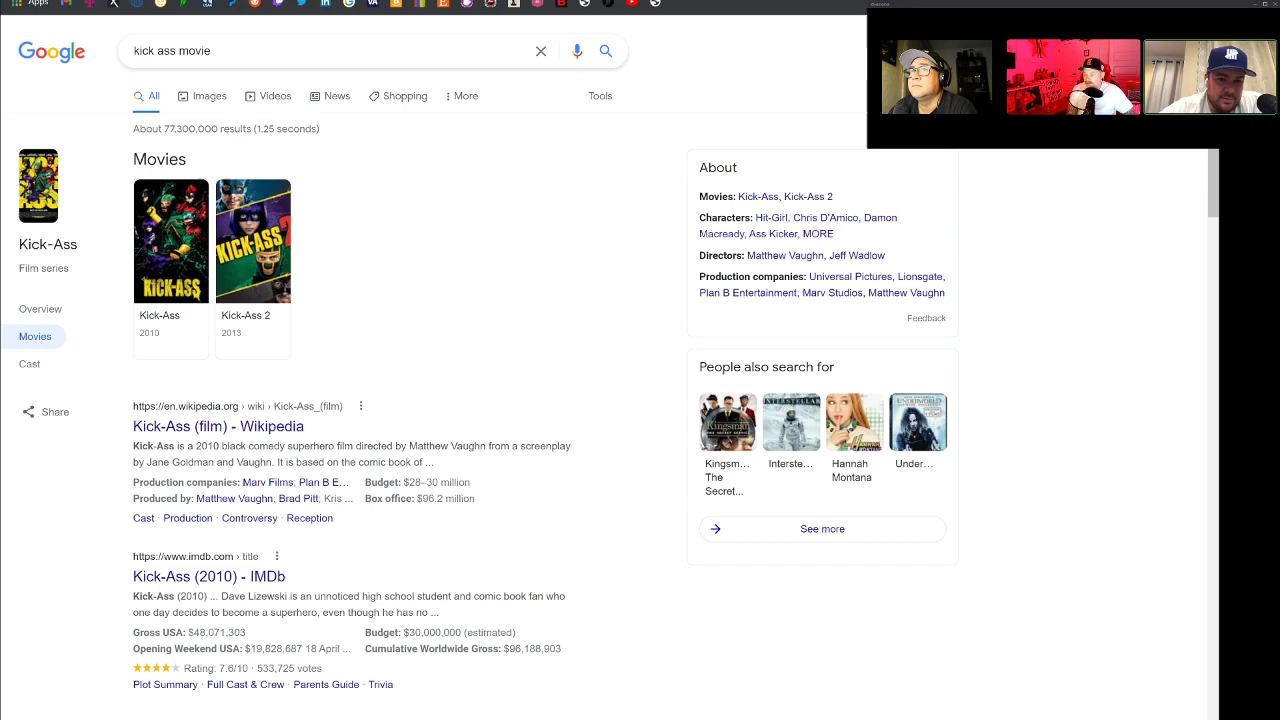 Apps
Google
kick ass movie
All
Images
Videos
News
Shopping
More
Tools
About 77,300,000 results (1.25 seconds)
Kick-Ass
Film series
Overview
Movies
Cast
Share
Movies
KICK-ASS
KICK-ASS 2
Kick-Ass
2010
Kick-Ass 2
2013
https://en.wikipedia.org › wiki › Kick-Ass_(film)
Kick-Ass (film) - Wikipedia
Kick-Ass is a 2010 black comedy superhero film directed by Matthew Vaughn from a screenplay
by Jane Goldman and Vaughn. It is based on the comic book of ...
Production companies: Marv Films; Plan B E... Budget: $28–30 million
Produced by: Matthew Vaughn; Brad Pitt; Kris ... Box office: $96.2 million
Cast · Production · Controversy · Reception
https://www.imdb.com › title
Kick-Ass (2010) - IMDb
Kick-Ass (2010) ... Dave Lizewski is an unnoticed high school student and comic book fan who
one day decides to become a superhero, even though he has no ...
Gross USA: $48,071,303 Budget: $30,000,000 (estimated)
Opening Weekend USA: $19,828,687 18 April ... Cumulative Worldwide Gross: $96,188,903
Rating: 7.6/10 · 533,725 votes
Plot Summary · Full Cast & Crew · Parents Guide · Trivia
About
Movies: Kick-Ass, Kick-Ass 2
Characters: Hit-Girl, Chris D'Amico, Damon
Macready, Ass Kicker, MORE
Directors: Matthew Vaughn, Jeff Wadlow
Production companies: Universal Pictures, Lionsgate,
Plan B Entertainment, Marv Studios, Matthew Vaughn
Feedback
People also search for
Kingsman
INTERSTELLAR
UNDERWORLD
Kingsm...
The
Secret...
Interste...
Hannah
Montana
Under...
See more